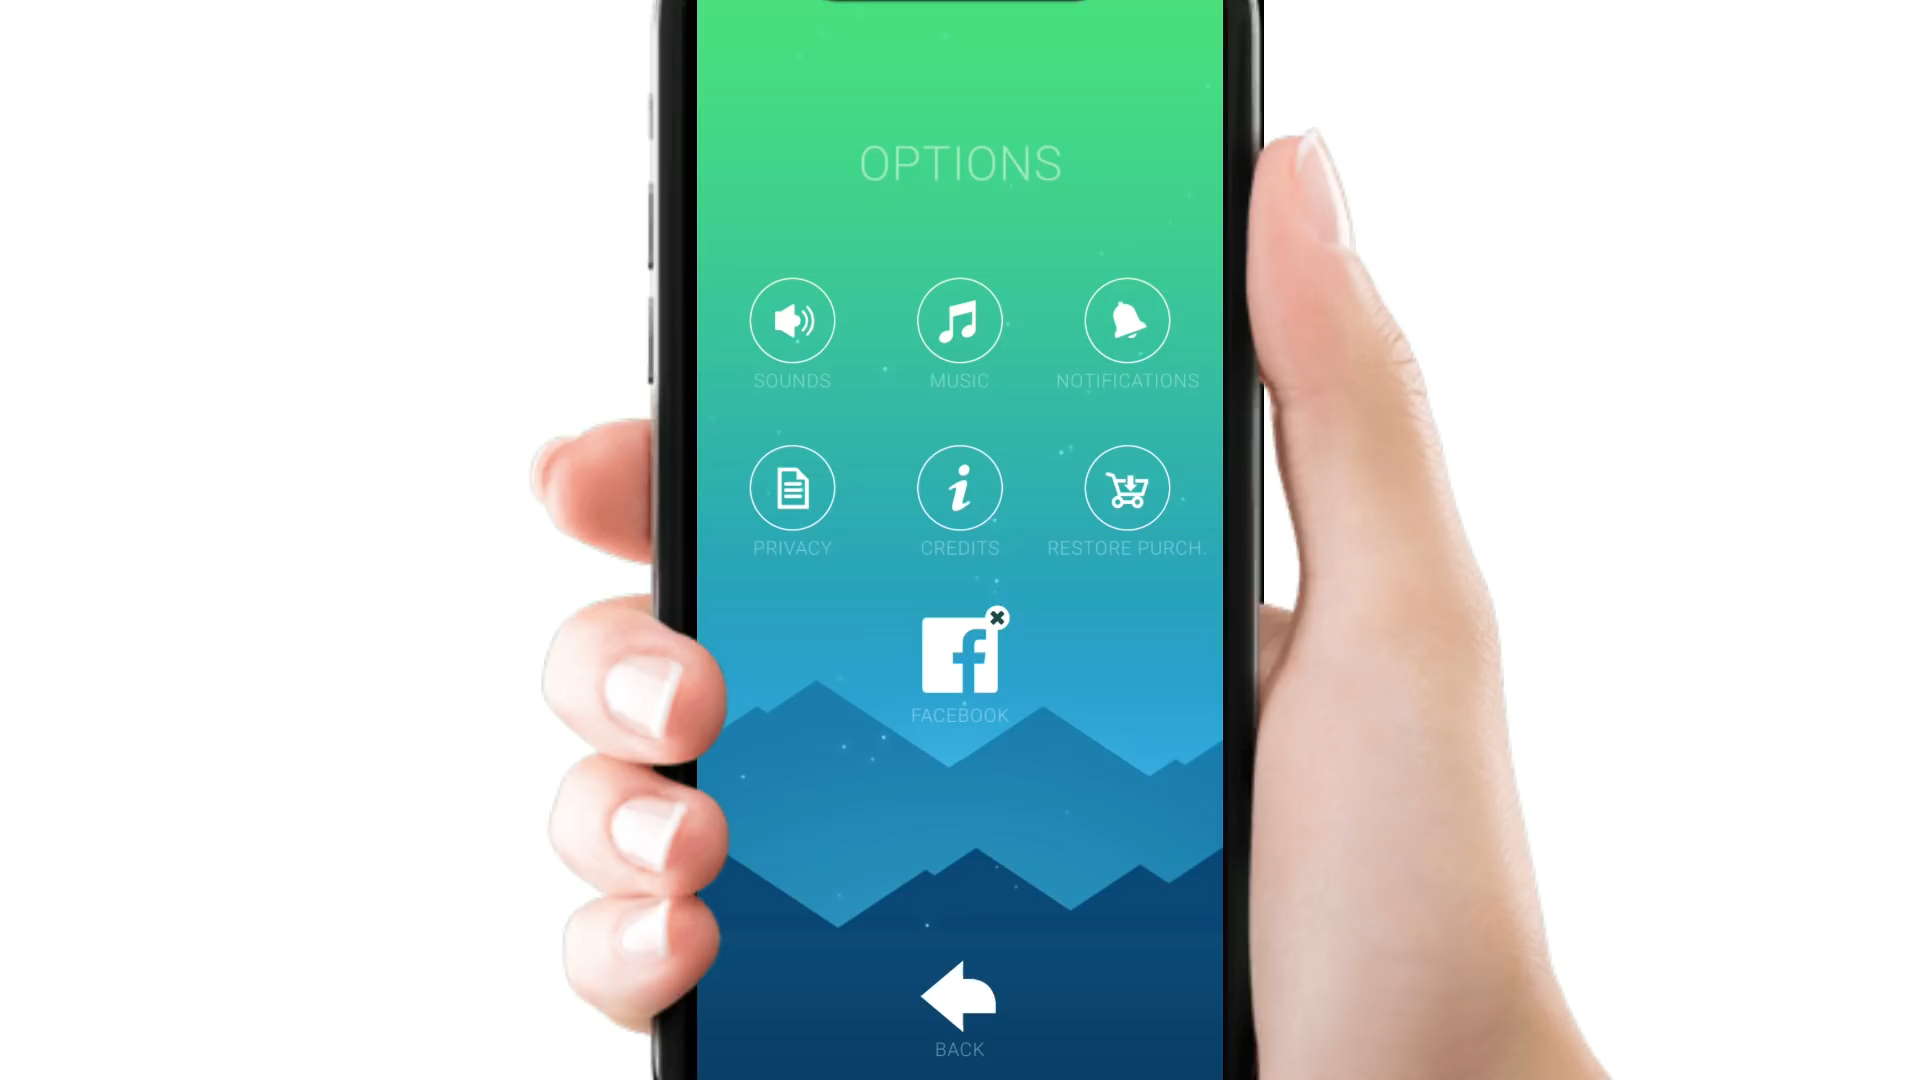 OPTIONS
SOUNDS
MUSIC
NOTIFICATIONS
PRIVACY
CREDITS
RESTORE PURCH.
FACEBOOK
BACK